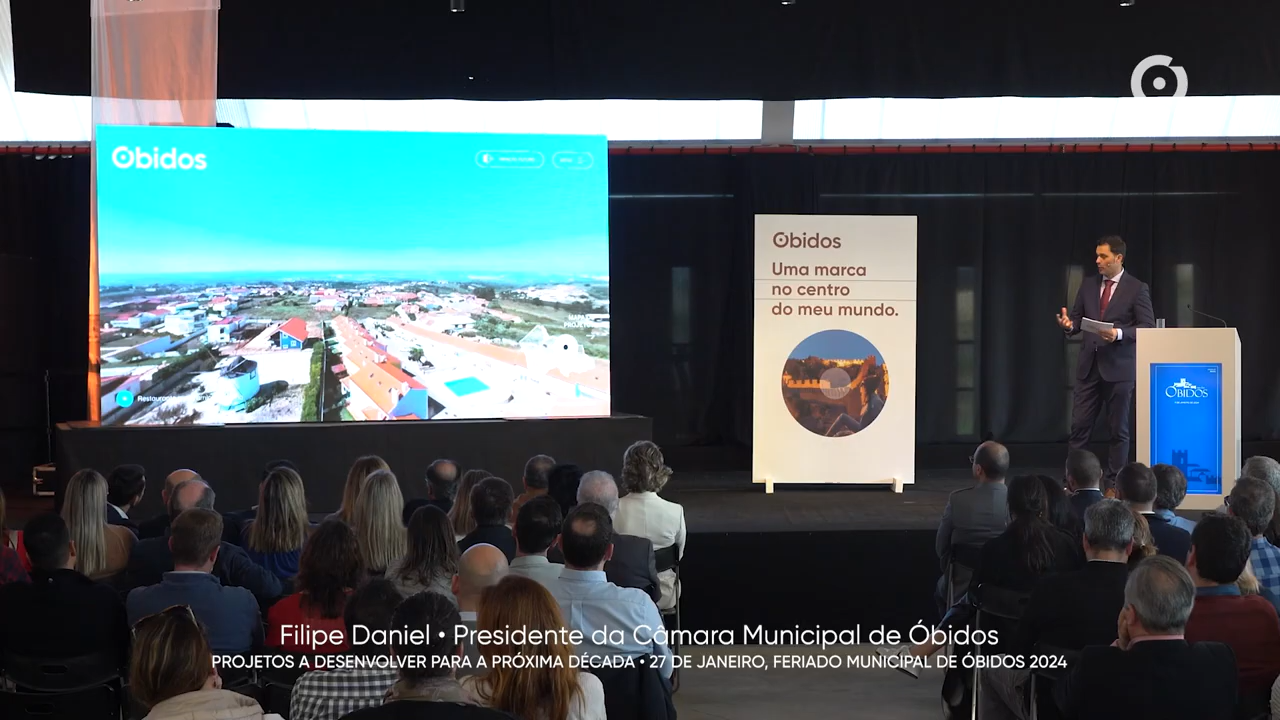 Óbidos
Óbidos
Uma marca
no centro
do meu mundo.
ÓBIDOS
Filipe Daniel • Presidente da Câmara Municipal de Óbidos
PROJETOS A DESENVOLVER PARA A PRÓXIMA DÉCADA • 27 DE JANEIRO, FERIADO MUNICIPAL DE ÓBIDOS 2024